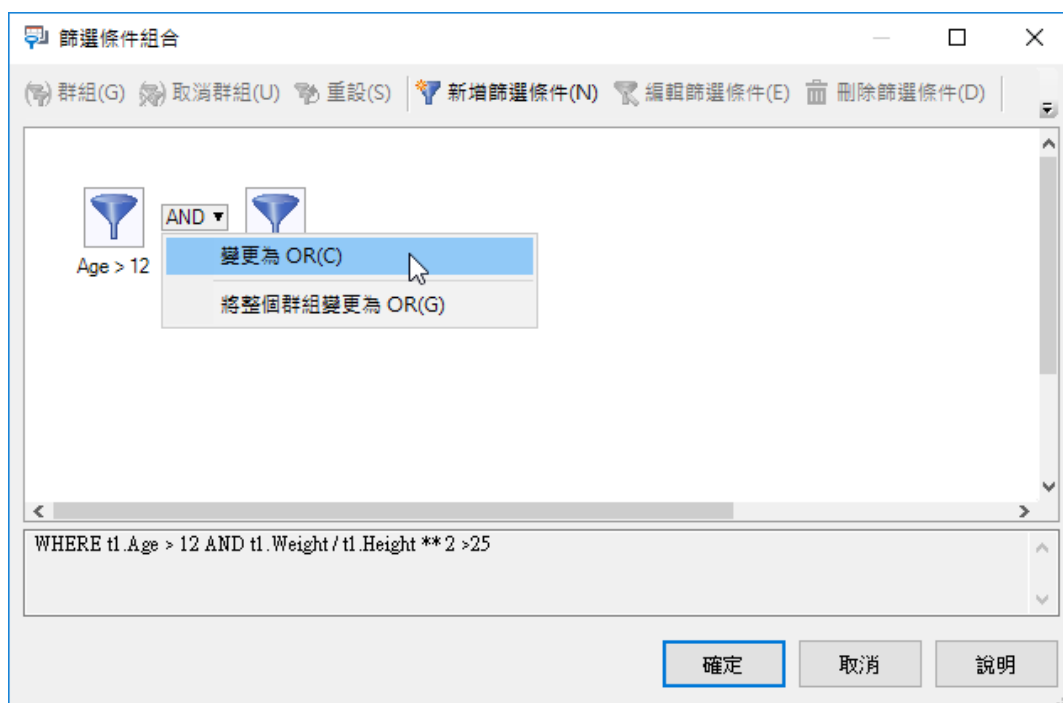 篩選條件組合
群組(G) 取消群組(U) 重設(S) 新增篩選條件(N) 編輯篩選條件(E) 刪除篩選條件(D)
AND ▼
Age > 12
變更為 OR(C)
將整個群組變更為 OR(G)
WHERE t1.Age > 12 AND t1.Weight / t1.Height ** 2 >25
確定 取消 說明